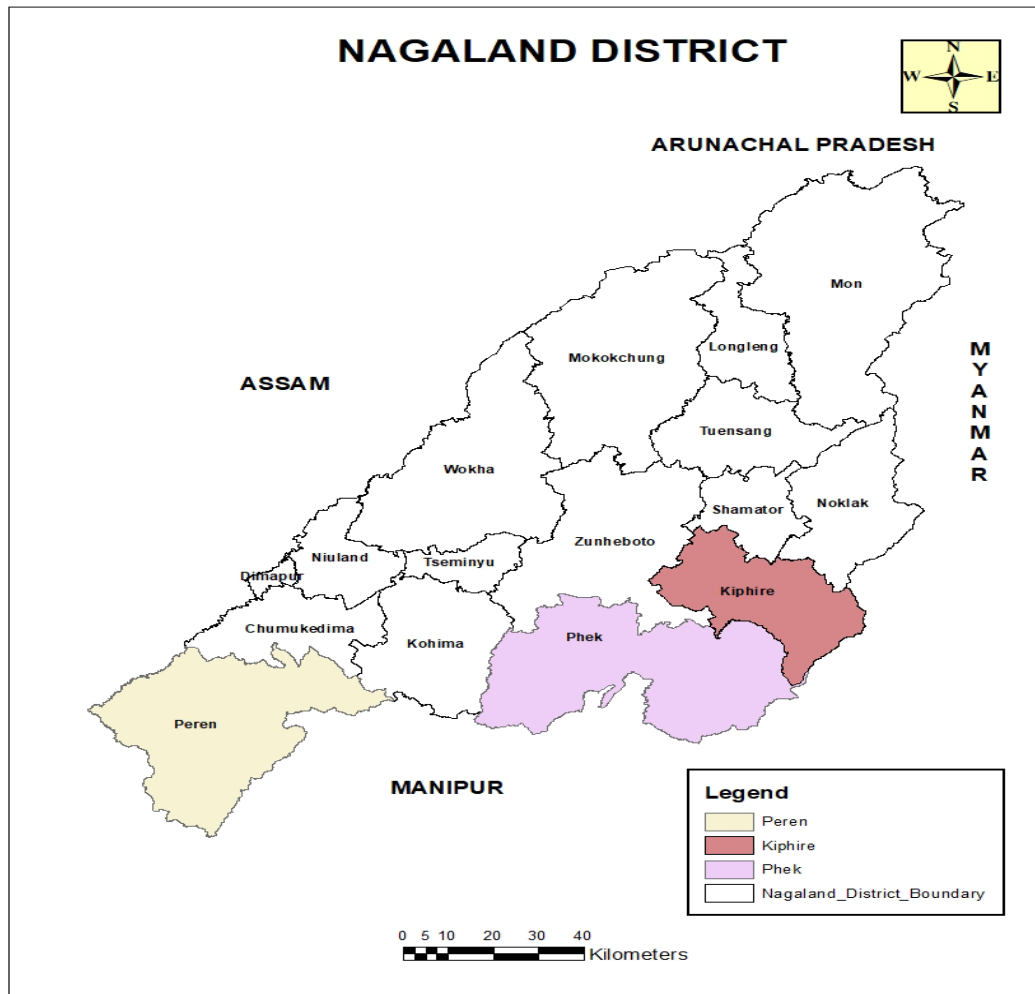 NAGALAND DISTRICT
N
W E
S
ARUNACHAL PRADESH
Mon
Longleng
Mokokchung
MYANMAR
ASSAM
Tuensang
Wokha
Noklak
Shamator
Zunheboto
Niuland
Tseminyu
Dimapur
Kiphire
Chumukedima
Phek
Kohima
Peren
MANIPUR
Legend
Peren
Kiphire
Phek
Nagaland_District_Boundary
0 5 10 20 30 40
Kilometers